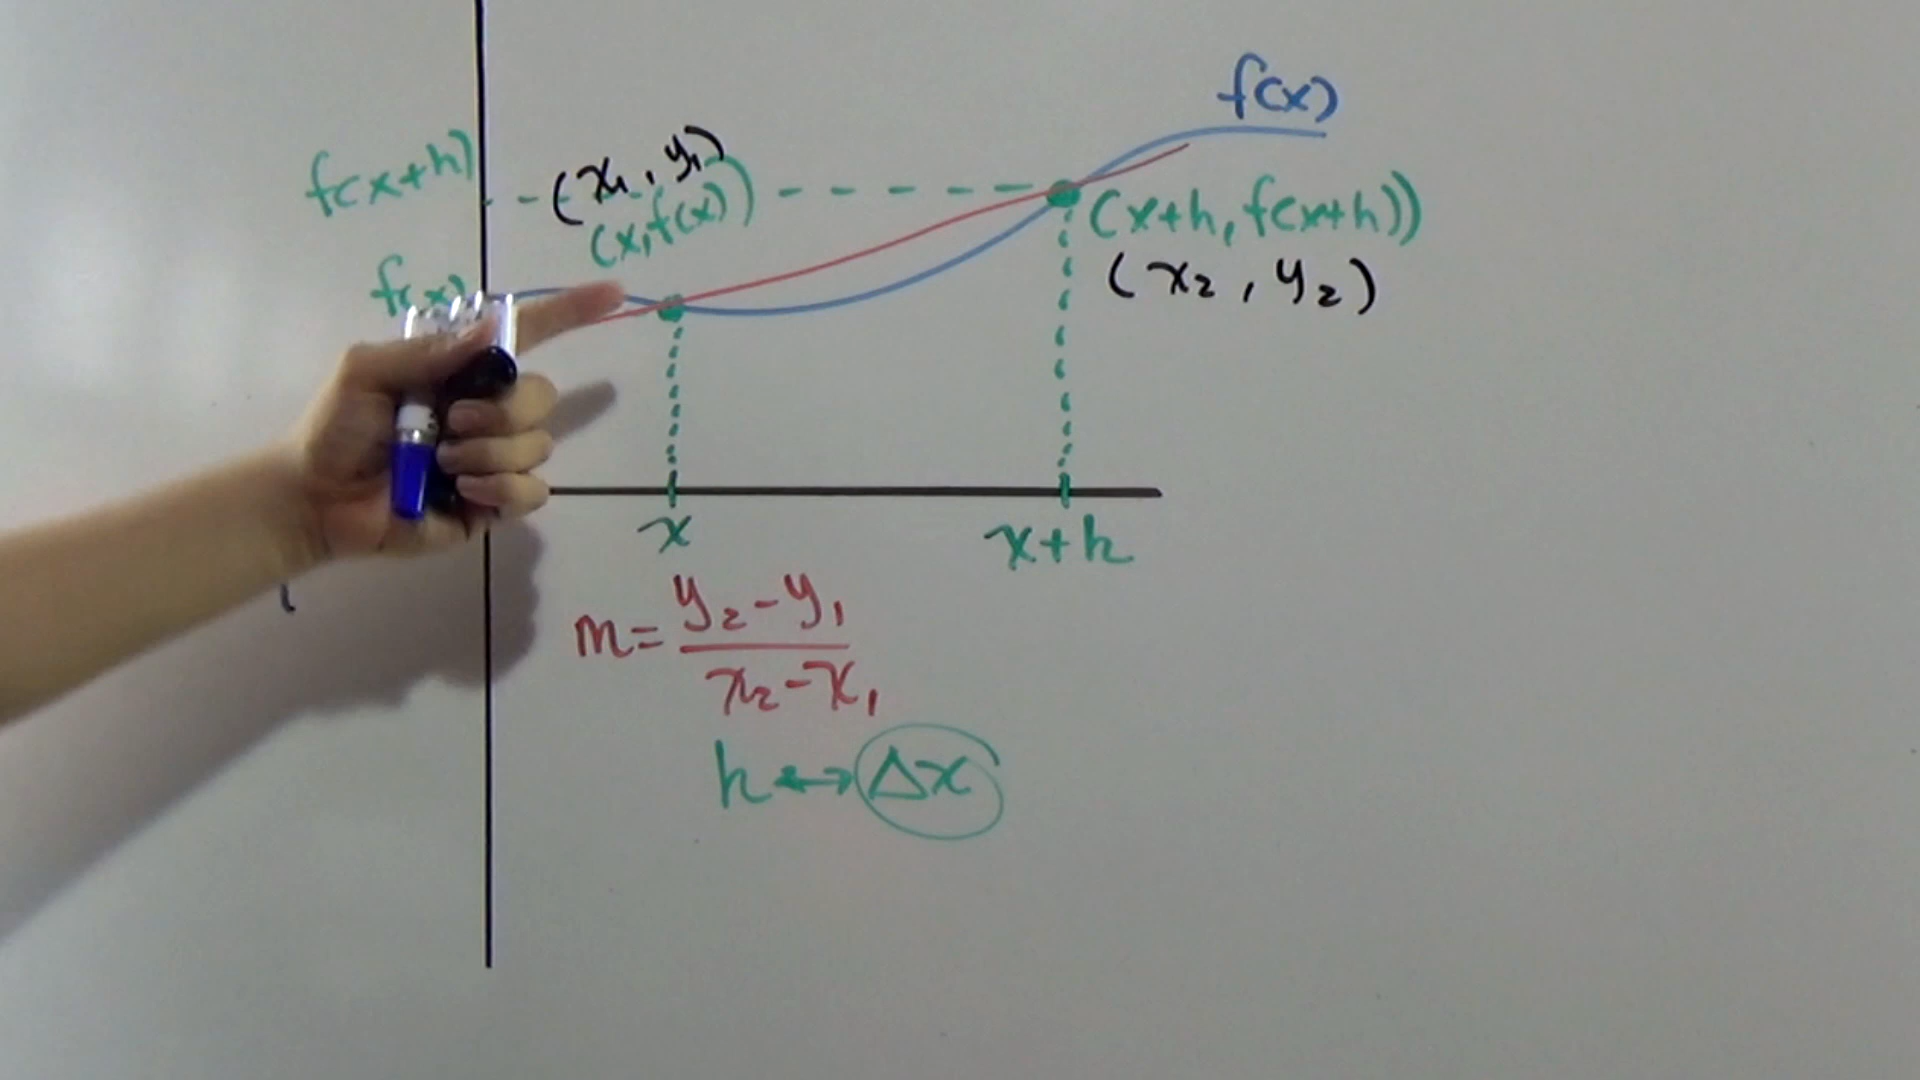 f(x)
f(x+h)
(x₁, y₁)
(x, f(x))
(x+h, f(x+h))
(x₂, y₂)
f(x)
x
x+h
m = y₂-y₁ / x₂-x₁
h ↔ Δx